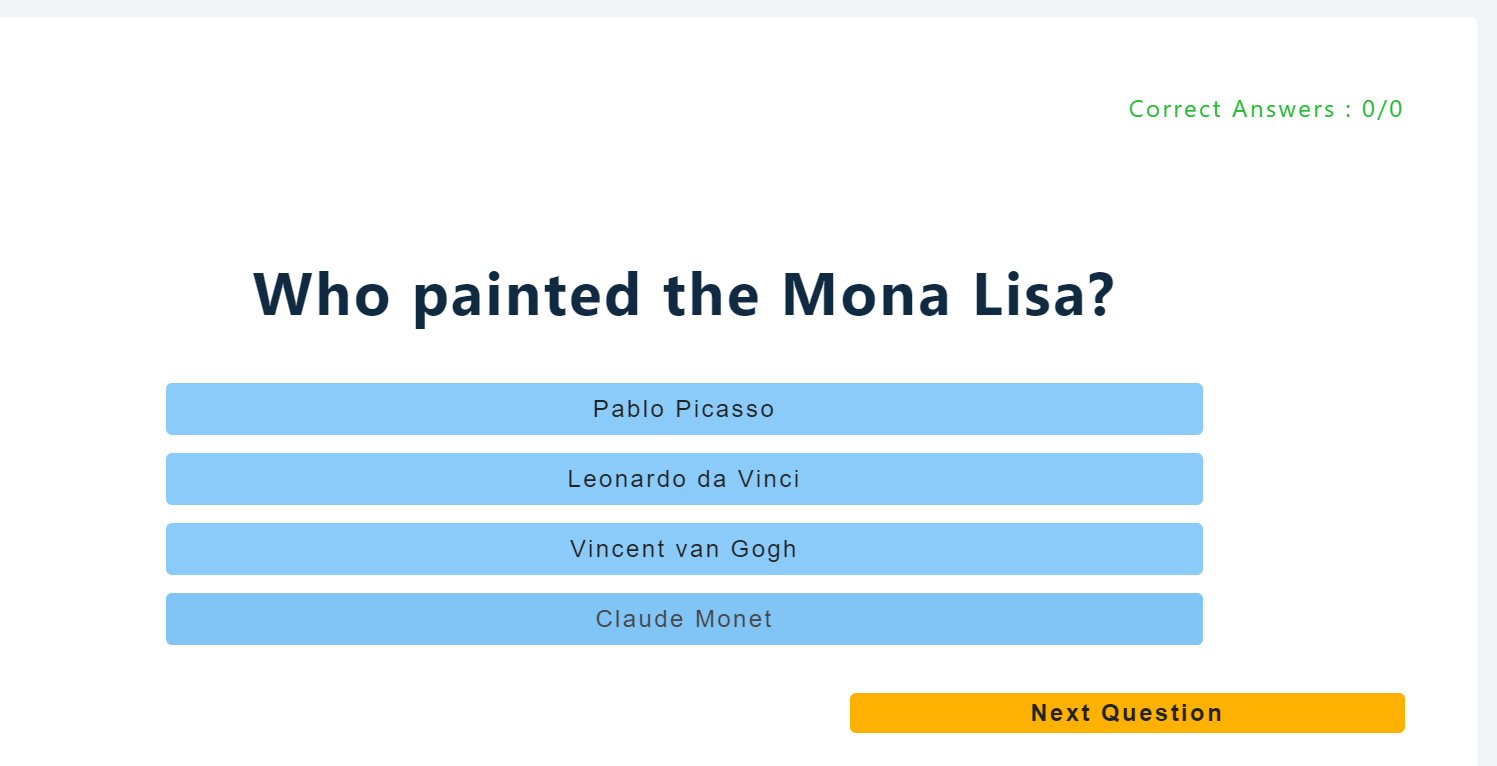 Correct Answers : 0/0
Who painted the Mona Lisa?
Pablo Picasso
Leonardo da Vinci
Vincent van Gogh
Claude Monet
Next Question